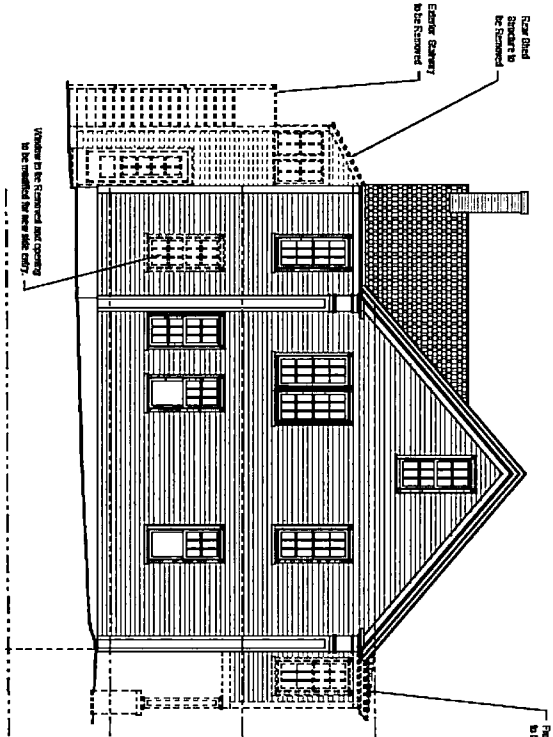 Rear Shed
Structure to
be Removed
Exterior Stairway
to be Removed
Window to be Removed and opening
to be modified for new side entry.